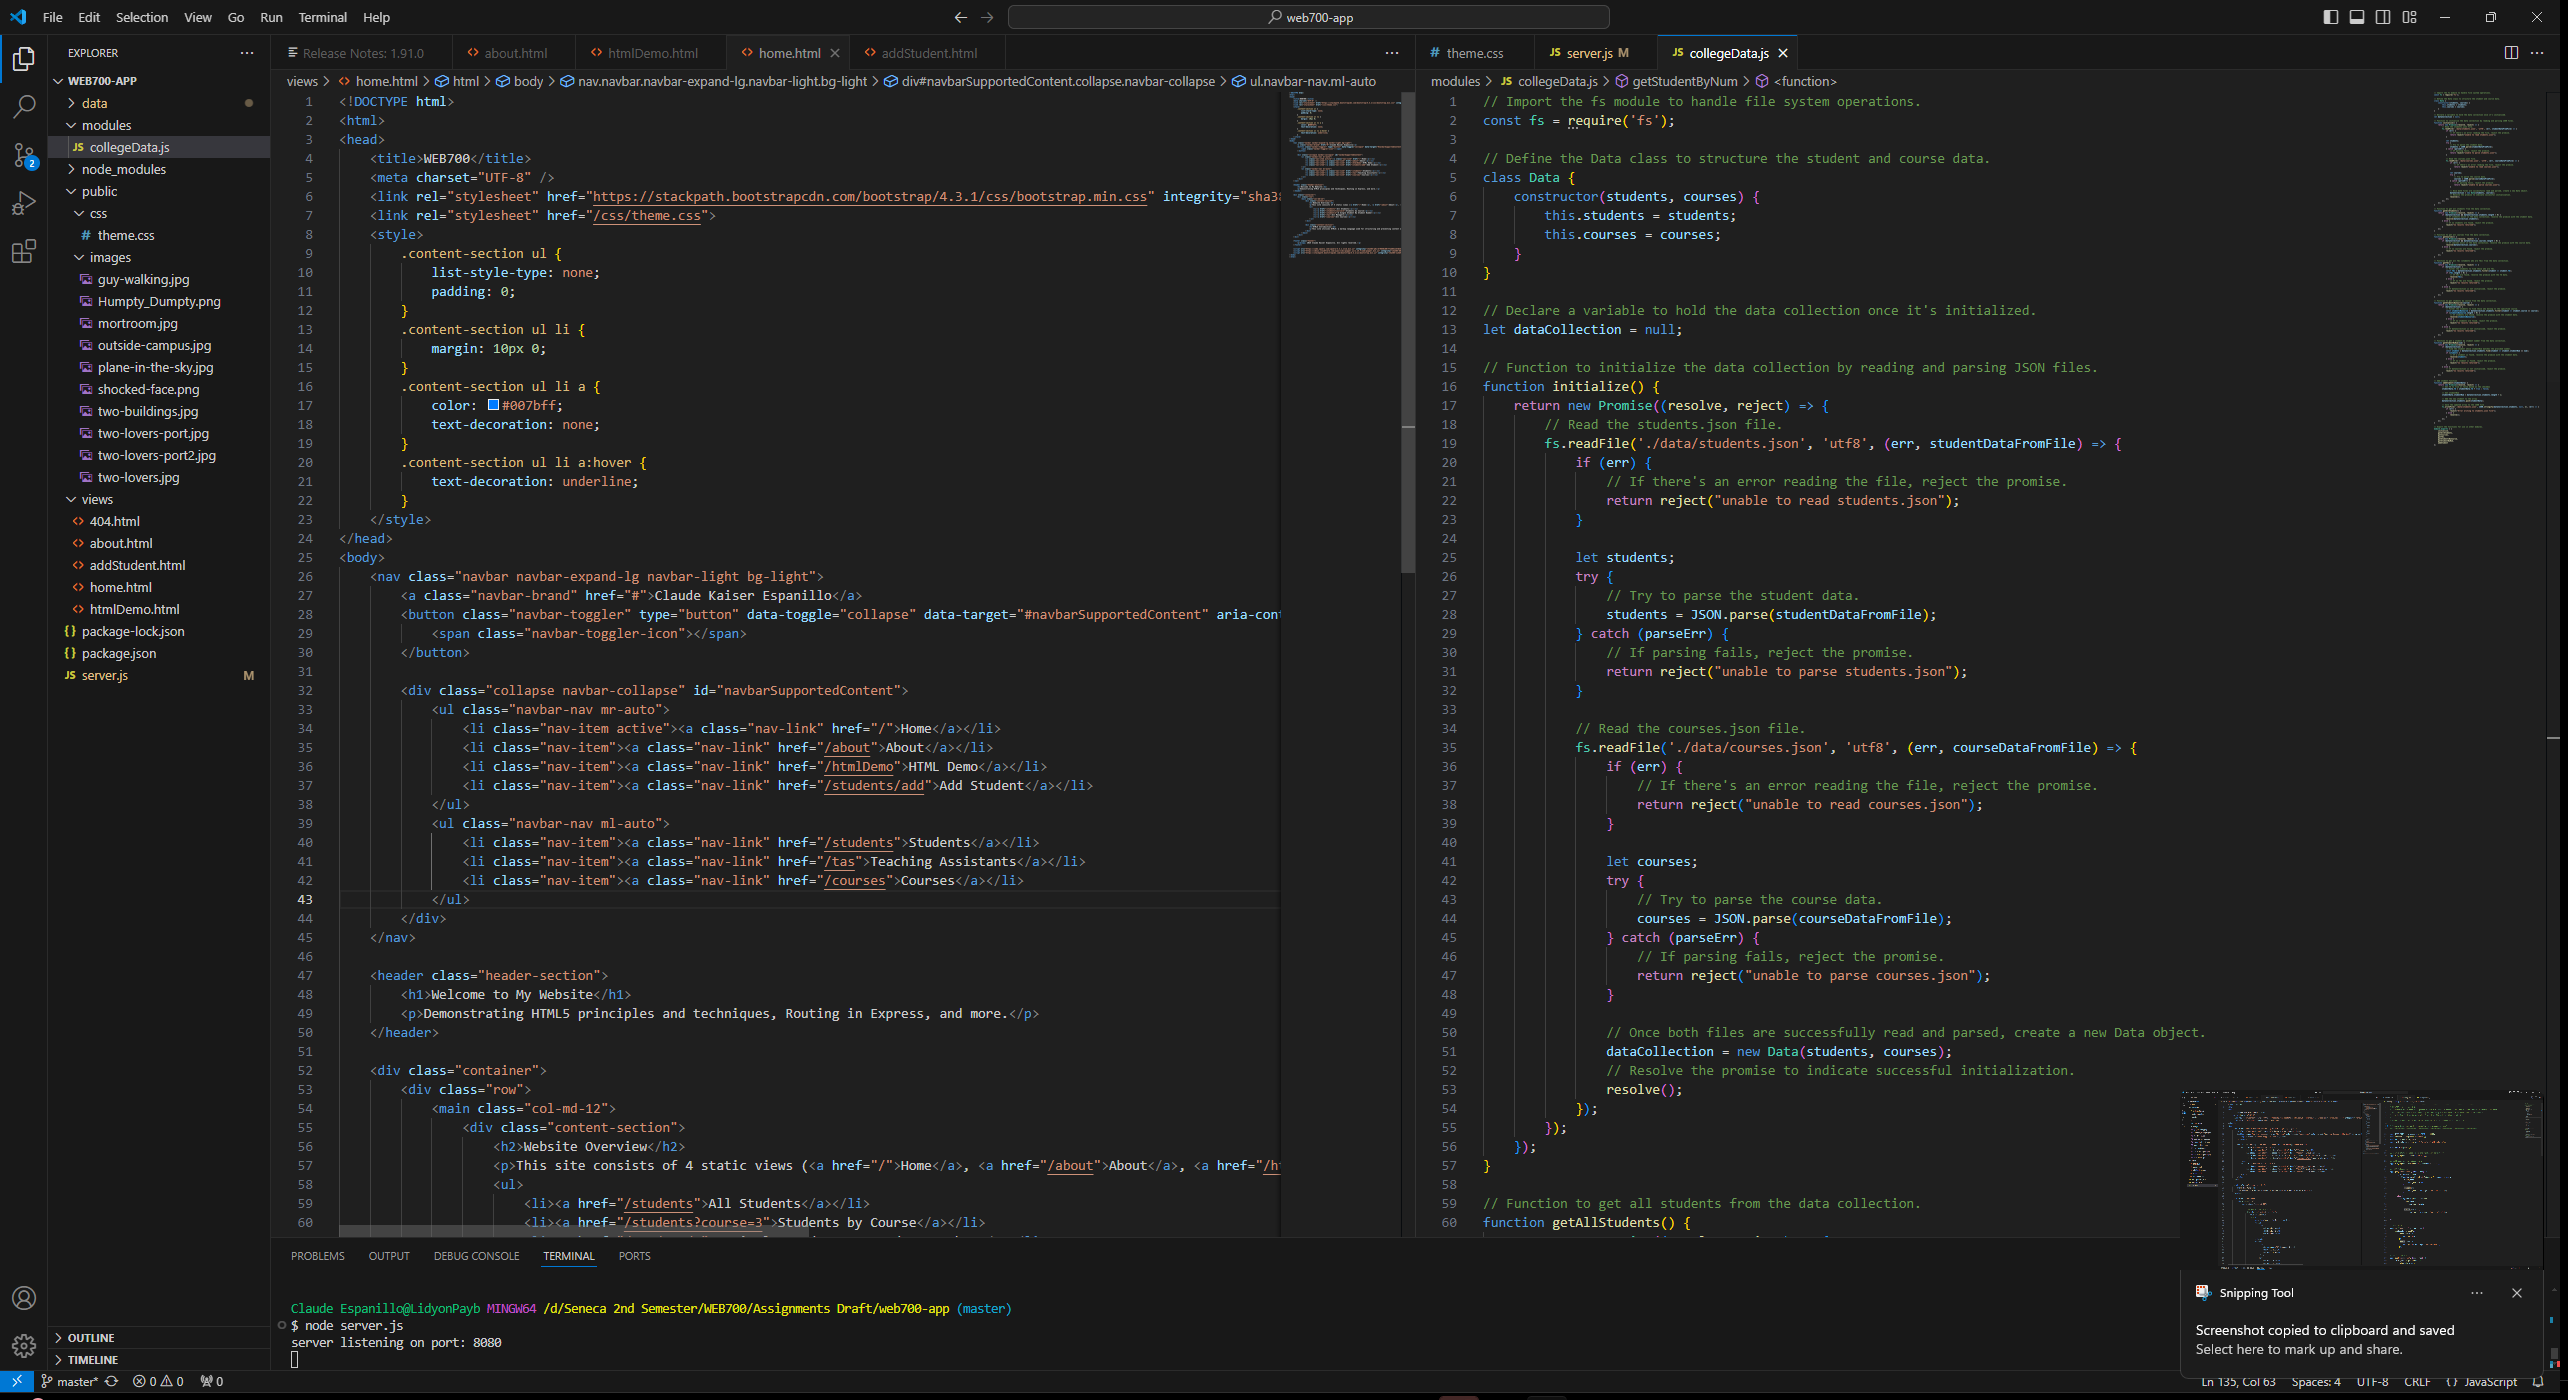 File Edit Selection View Go Run Terminal Help
web700-app
EXPLORER
WEB700-APP
data
modules
JS collegeData.js
node_modules
public
css
# theme.css
images
guy-walking.jpg
Humpty_Dumpty.png
mortroom.jpg
outside-campus.jpg
plane-in-the-sky.jpg
shocked-face.png
two-buildings.jpg
two-lovers-port.jpg
two-lovers-port2.jpg
two-lovers.jpg
views
404.html
about.html
addStudent.html
home.html
htmlDemo.html
{} package-lock.json
{} package.json
JS server.js M
OUTLINE
TIMELINE
2
Release Notes: 1.91.0 about.html htmlDemo.html home.html addStudent.html
views > home.html > html > body > nav.navbar.navbar-expand-lg.navbar-light.bg-light > div#navbarSupportedContent.collapse.navbar-collapse > ul.navbar-nav.ml-auto
1 <!DOCTYPE html>
2 <html>
3 <head>
4 <title>WEB700</title>
5 <meta charset="UTF-8" />
6 <link rel="stylesheet" href="https://stackpath.bootstrapcdn.com/bootstrap/4.3.1/css/bootstrap.min.css" integrity="sha38
7 <link rel="stylesheet" href="/css/theme.css">
8 <style>
9 .content-section ul {
10 list-style-type: none;
11 padding: 0;
12 }
13 .content-section ul li {
14 margin: 10px 0;
15 }
16 .content-section ul li a {
17 color: #007bff;
18 text-decoration: none;
19 }
20 .content-section ul li a:hover {
21 text-decoration: underline;
22 }
23 </style>
24 </head>
25 <body>
26 <nav class="navbar navbar-expand-lg navbar-light bg-light">
27 <a class="navbar-brand" href="#">Claude Kaiser Espanillo</a>
28 <button class="navbar-toggler" type="button" data-toggle="collapse" data-target="#navbarSupportedContent" aria-cont
29 <span class="navbar-toggler-icon"></span>
30 </button>
31
32 <div class="collapse navbar-collapse" id="navbarSupportedContent">
33 <ul class="navbar-nav mr-auto">
34 <li class="nav-item active"><a class="nav-link" href="/">Home</a></li>
35 <li class="nav-item"><a class="nav-link" href="/about">About</a></li>
36 <li class="nav-item"><a class="nav-link" href="/htmlDemo">HTML Demo</a></li>
37 <li class="nav-item"><a class="nav-link" href="/students/add">Add Student</a></li>
38 </ul>
39 <ul class="navbar-nav ml-auto">
40 <li class="nav-item"><a class="nav-link" href="/students">Students</a></li>
41 <li class="nav-item"><a class="nav-link" href="/tas">Teaching Assistants</a></li>
42 <li class="nav-item"><a class="nav-link" href="/courses">Courses</a></li>
43 </ul>
44 </div>
45 </nav>
46
47 <header class="header-section">
48 <h1>Welcome to My Website</h1>
49 <p>Demonstrating HTML5 principles and techniques, Routing in Express, and more.</p>
50 </header>
51
52 <div class="container">
53 <div class="row">
54 <main class="col-md-12">
55 <div class="content-section">
56 <h2>Website Overview</h2>
57 <p>This site consists of 4 static views (<a href="/">Home</a>, <a href="/about">About</a>, <a href="/ht
58 <ul>
59 <li><a href="/students">All Students</a></li>
60 <li><a href="/students?course=3">Students by Course</a></li>
# theme.css JS server.js M JS collegeData.js
modules > JS collegeData.js > getStudentByNum > <function>
1 // Import the fs module to handle file system operations.
2 const fs = require('fs');
3
4 // Define the Data class to structure the student and course data.
5 class Data {
6 constructor(students, courses) {
7 this.students = students;
8 this.courses = courses;
9 }
10 }
11
12 // Declare a variable to hold the data collection once it's initialized.
13 let dataCollection = null;
14
15 // Function to initialize the data collection by reading and parsing JSON files.
16 function initialize() {
17 return new Promise((resolve, reject) => {
18 // Read the students.json file.
19 fs.readFile('./data/students.json', 'utf8', (err, studentDataFromFile) => {
20 if (err) {
21 // If there's an error reading the file, reject the promise.
22 return reject("unable to read students.json");
23 }
24
25 let students;
26 try {
27 // Try to parse the student data.
28 students = JSON.parse(studentDataFromFile);
29 } catch (parseErr) {
30 // If parsing fails, reject the promise.
31 return reject("unable to parse students.json");
32 }
33
34 // Read the courses.json file.
35 fs.readFile('./data/courses.json', 'utf8', (err, courseDataFromFile) => {
36 if (err) {
37 // If there's an error reading the file, reject the promise.
38 return reject("unable to read courses.json");
39 }
40
41 let courses;
42 try {
43 // Try to parse the course data.
44 courses = JSON.parse(courseDataFromFile);
45 } catch (parseErr) {
46 // If parsing fails, reject the promise.
47 return reject("unable to parse courses.json");
48 }
49
50 // Once both files are successfully read and parsed, create a new Data object.
51 dataCollection = new Data(students, courses);
52 // Resolve the promise to indicate successful initialization.
53 resolve();
54 });
55 });
56 });
57 }
58
59 // Function to get all students from the data collection.
60 function getAllStudents() {
PROBLEMS OUTPUT DEBUG CONSOLE TERMINAL PORTS
Claude Espanillo@LidyonPayb MINGW64 /d/Seneca 2nd Semester/WEB700/Assignments Draft/web700-app (master)
$ node server.js
server listening on port: 8080
Snipping Tool
Screenshot copied to clipboard and saved
Select here to mark up and share.
master* 0 0 0
Ln 135, Col 63 Spaces: 4 UTF-8 CRLF {} JavaScript